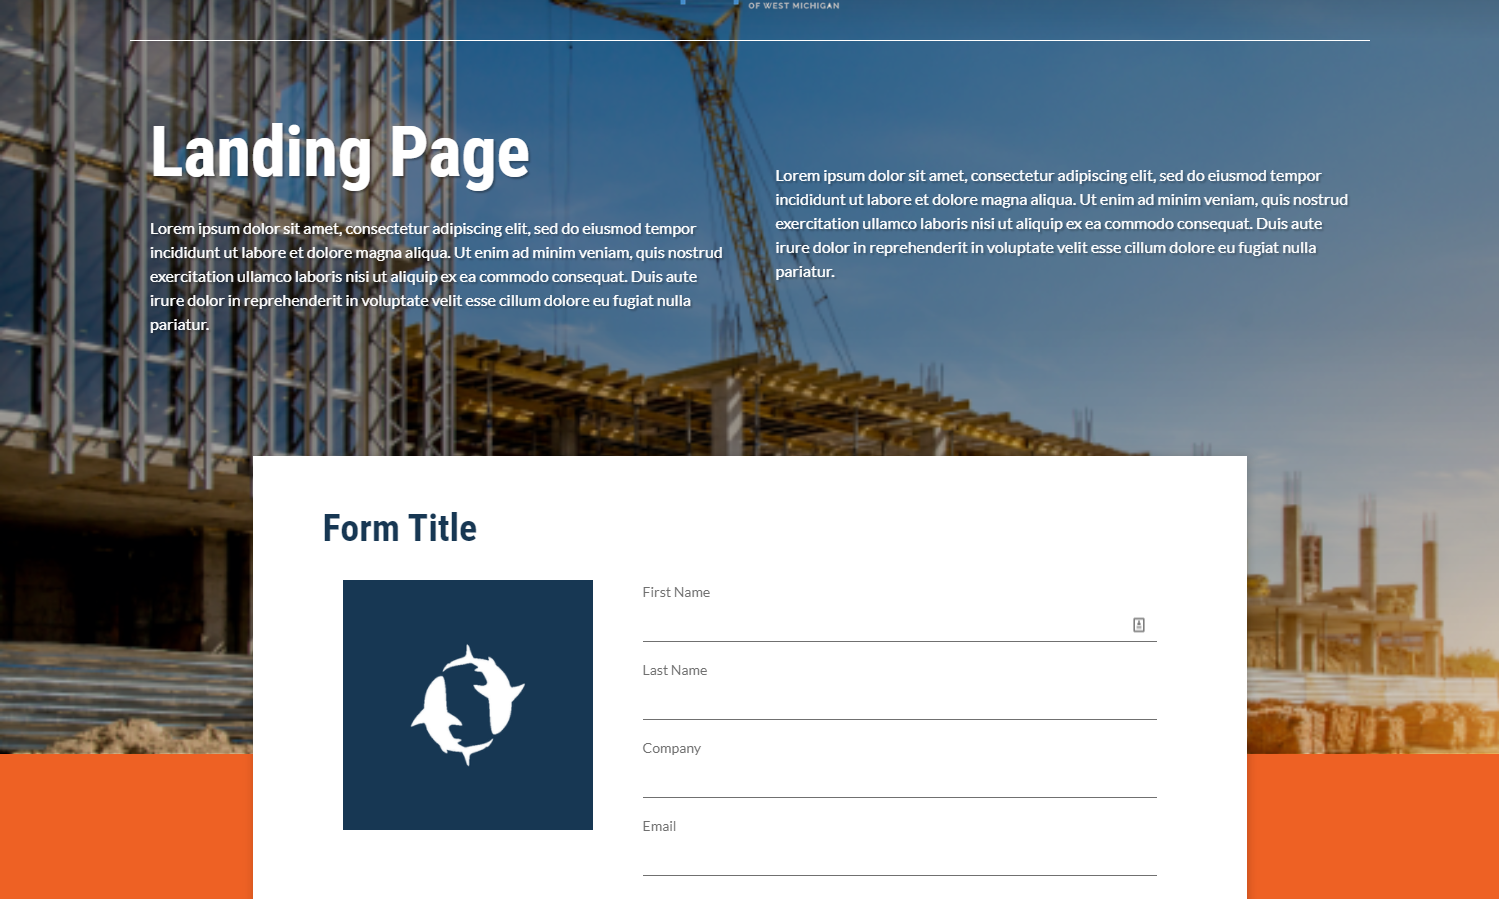 OF WEST MICHIGAN
Landing Page
Lorem ipsum dolor sit amet, consectetur adipiscing elit, sed do eiusmod tempor
incididunt ut labore et dolore magna aliqua. Ut enim ad minim veniam, quis nostrud
exercitation ullamco laboris nisi ut aliquip ex ea commodo consequat. Duis aute
irure dolor in reprehenderit in voluptate velit esse cillum dolore eu fugiat nulla
pariatur.
Lorem ipsum dolor sit amet, consectetur adipiscing elit, sed do eiusmod tempor
incididunt ut labore et dolore magna aliqua. Ut enim ad minim veniam, quis nostrud
exercitation ullamco laboris nisi ut aliquip ex ea commodo consequat. Duis aute
irure dolor in reprehenderit in voluptate velit esse cillum dolore eu fugiat nulla
pariatur.
Form Title
First Name
Last Name
Company
Email